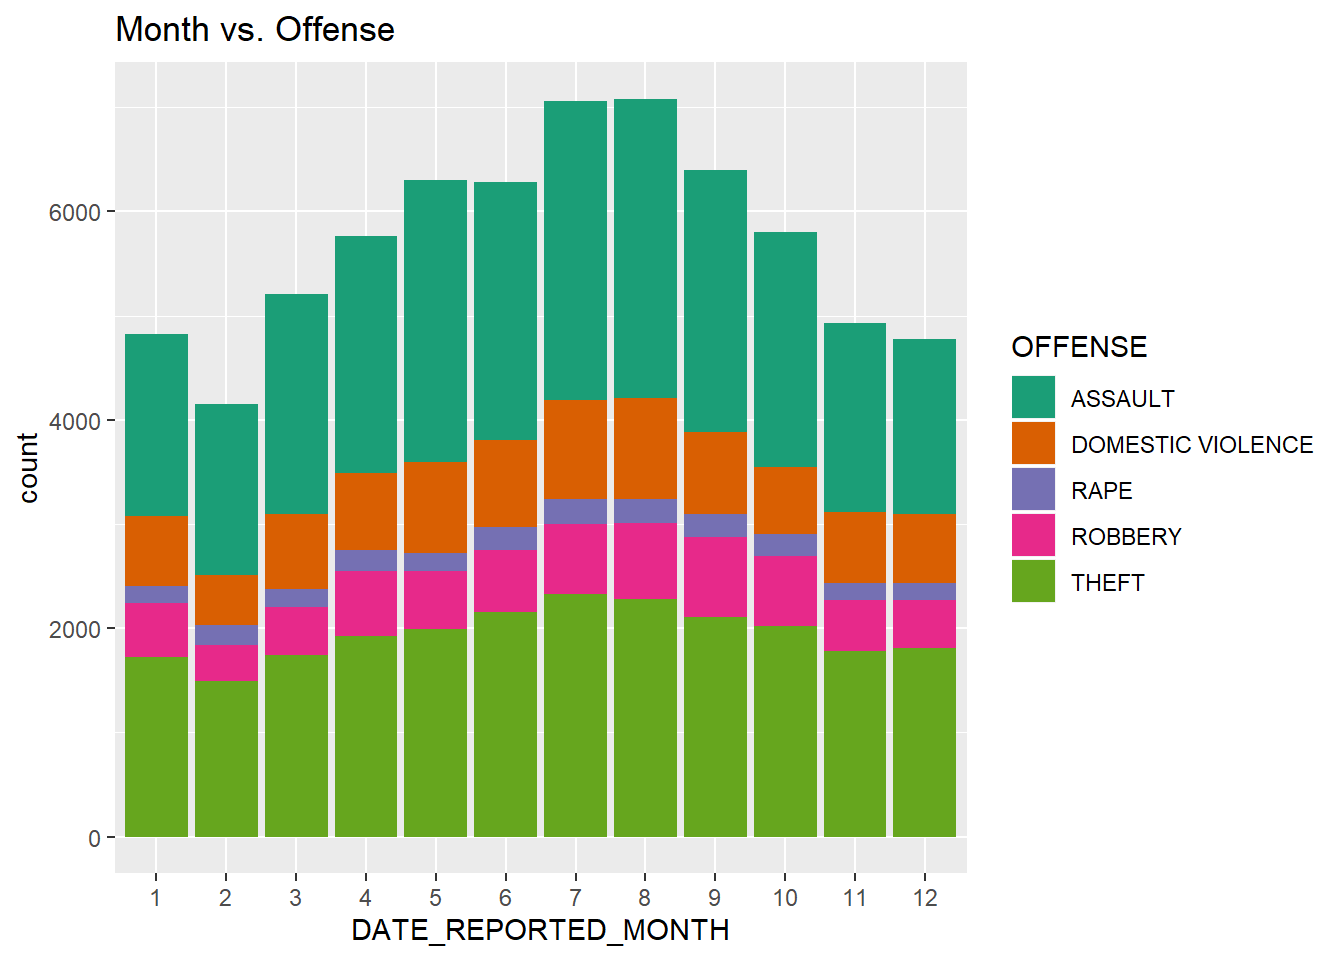 Month vs. Offense
6000
4000
2000
0
count
1 2 3 4 5 6 7 8 9 10 11 12
DATE_REPORTED_MONTH
OFFENSE
ASSAULT
DOMESTIC VIOLENCE
RAPE
ROBBERY
THEFT